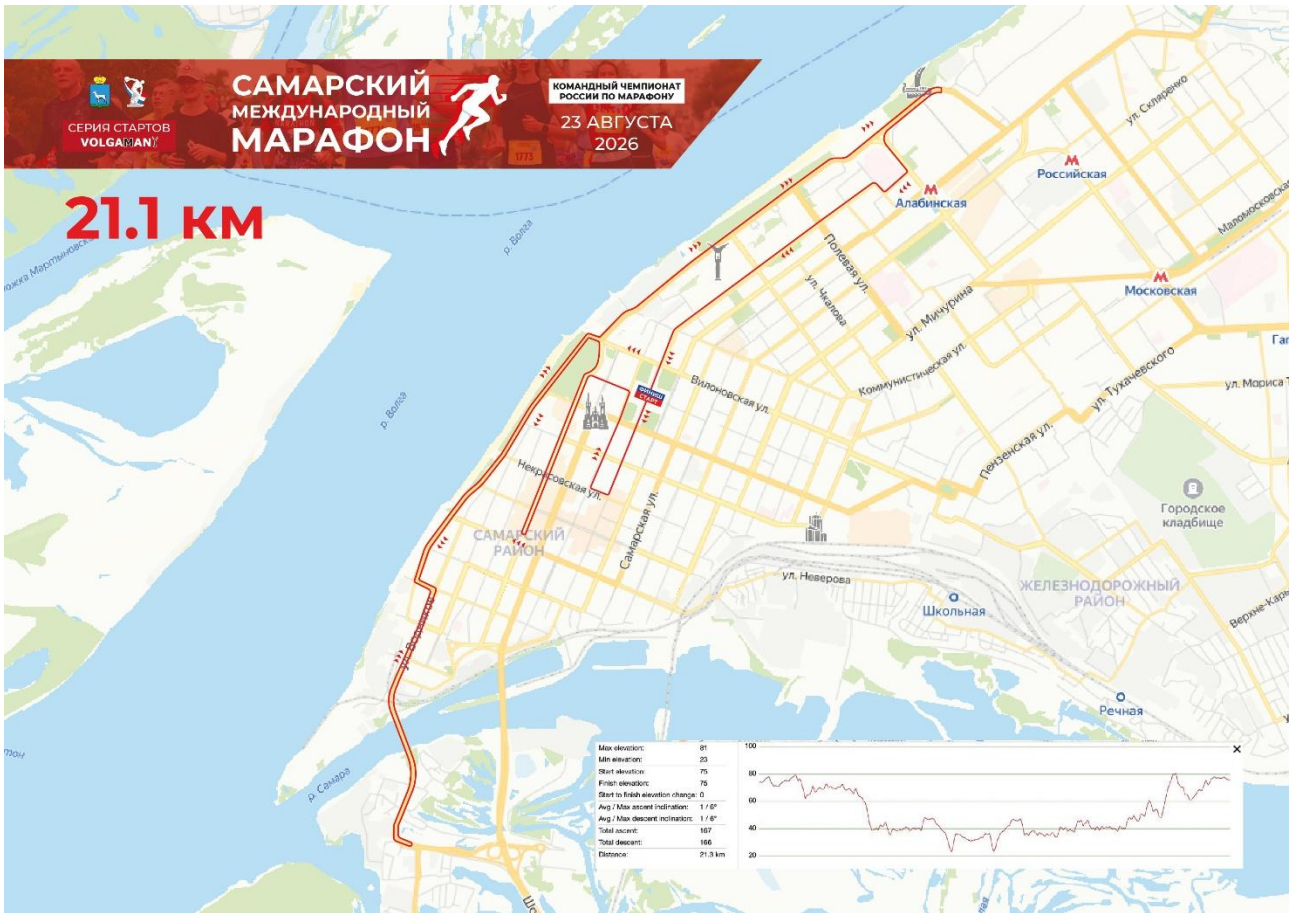 СЕРИЯ СТАРТОВ
VOLGAMAN
САМАРСКИЙ
МЕЖДУНАРОДНЫЙ
МАРАФОН
КОМАНДНЫЙ ЧЕМПИОНАТ
РОССИИ ПО МАРАФОНУ
23 АВГУСТА
2026
1773
21.1 км
ул. Скляренко
Российская
Алабинская
Маломосковская
р. Волга
Полевая ул.
Московская
ул. Чкалова
ул. Мичурина
Коммунистическая ул.
ул. Тухачевского
ул. Мориса Т
Вилоновская ул.
ФИНИШ
СТАРТ
р. Волга
Пензенская ул.
Некрасовская ул.
САМАРСКИЙ
РАЙОН
Самарская ул.
Городское
кладбище
ул. Неверова
Школьная
ЖЕЛЕЗНОДОРОЖНЫЙ
РАЙОН
Речная
р. Самара
Max elevation: 81
Min elevation: 23
Start elevation: 75
Finish elevation: 75
Start to finish elevation change: 0
Avg / Max ascent inclination: 1 / 6°
Avg / Max descent inclination: 1 / 6°
Total ascent: 167
Total descent: 166
Distance: 21.3 km
100
80
60
40
20